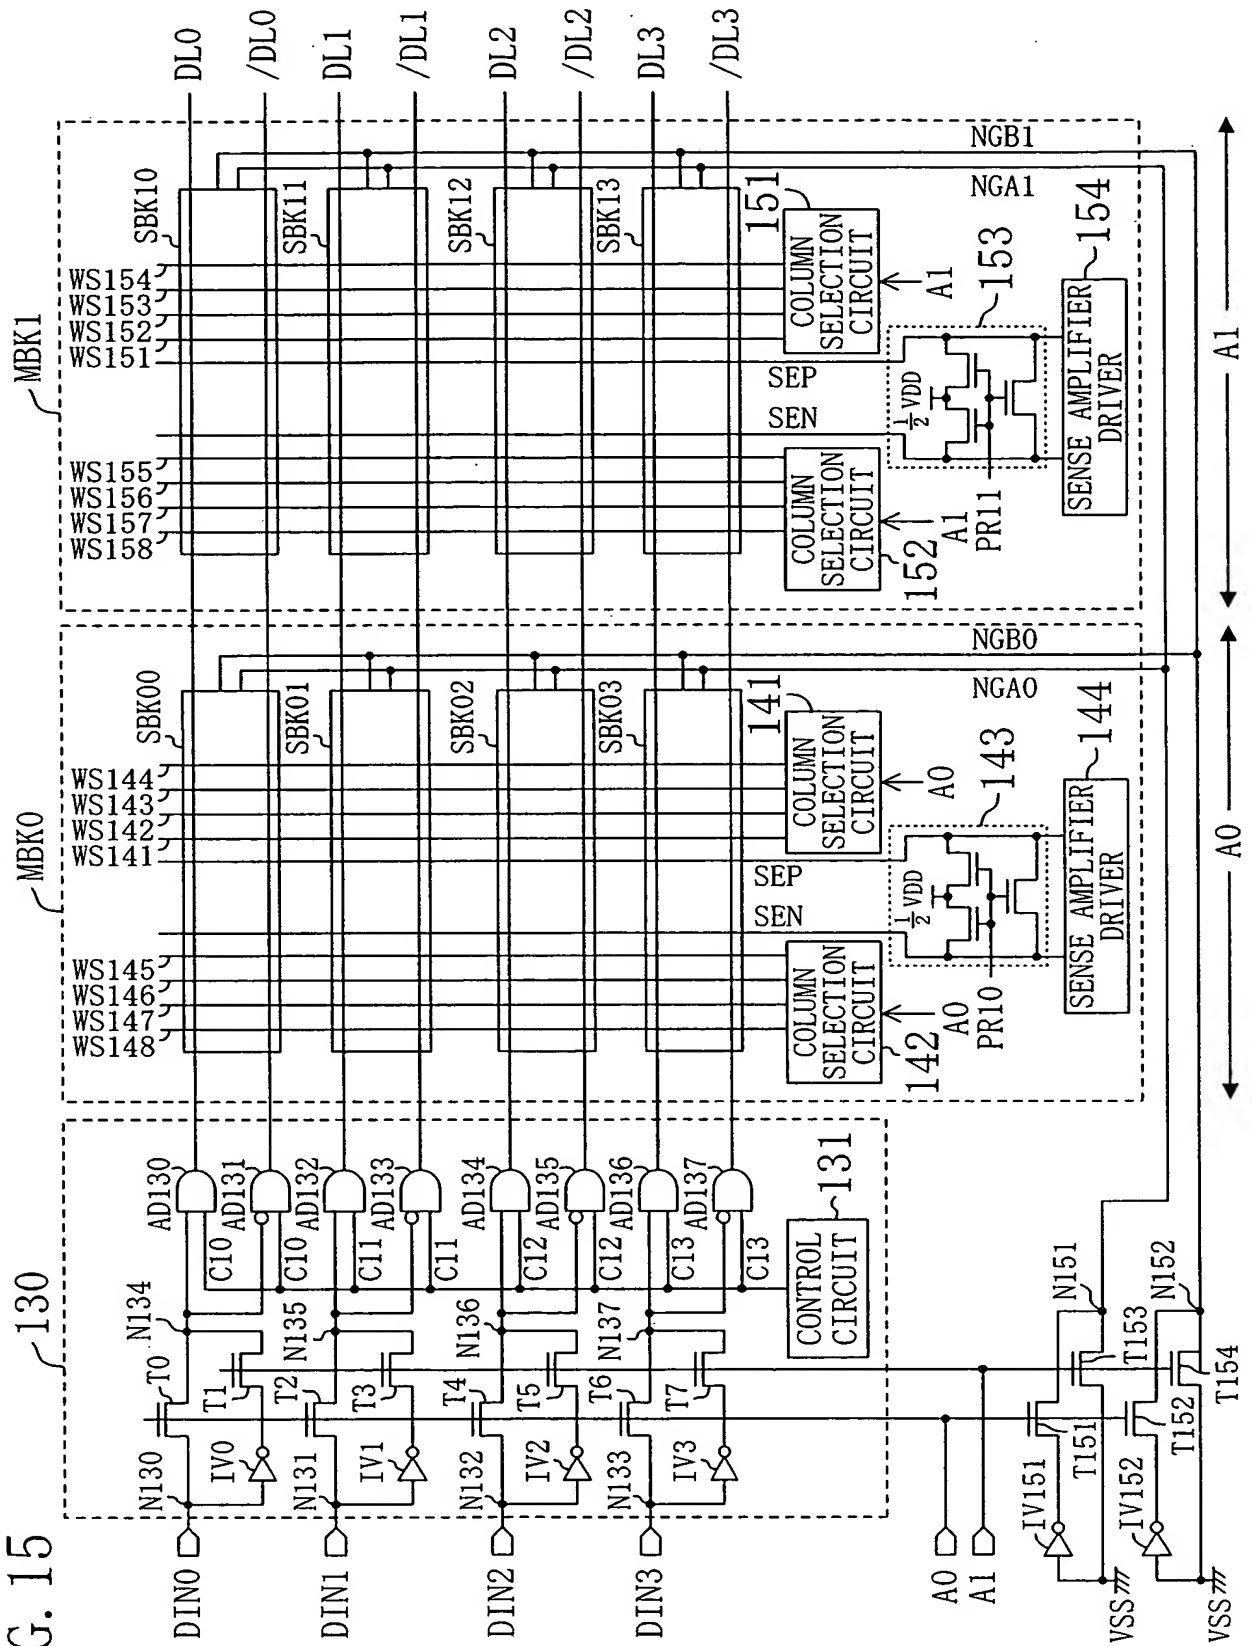 G. 15
130
MBK0
MBK1
DIN0
DIN1
DIN2
DIN3
N130
N131
N132
N133
IV0
IV1
IV2
IV3
T0
T1
T2
T3
T4
T5
T6
T7
N134
N135
N136
N137
AD130
AD131
AD132
AD133
AD134
AD135
AD136
AD137
C10
C10
C11
C11
C12
C12
C13
C13
CONTROL
CIRCUIT
131
WS144
WS143
WS142
WS141
WS145
WS146
WS147
WS148
SBK00
SBK01
SBK02
SBK03
SEP
SEN
COLUMN
SELECTION
CIRCUIT
141
A0
COLUMN
SELECTION
CIRCUIT
142
A0
PR10
1/2 VDD
143
SENSE AMPLIFIER
DRIVER
144
NGB0
NGA0
WS154
WS153
WS152
WS151
WS155
WS156
WS157
WS158
SBK10
SBK11
SBK12
SBK13
SEP
SEN
COLUMN
SELECTION
CIRCUIT
151
A1
COLUMN
SELECTION
CIRCUIT
152
A1
PR11
1/2 VDD
153
SENSE AMPLIFIER
DRIVER
154
NGB1
NGA1
DL0
/DL0
DL1
/DL1
DL2
/DL2
DL3
/DL3
A0
A1
IV151
IV152
T151
T152
T153
T154
N151
N152
VSS
VSS
A0
A1